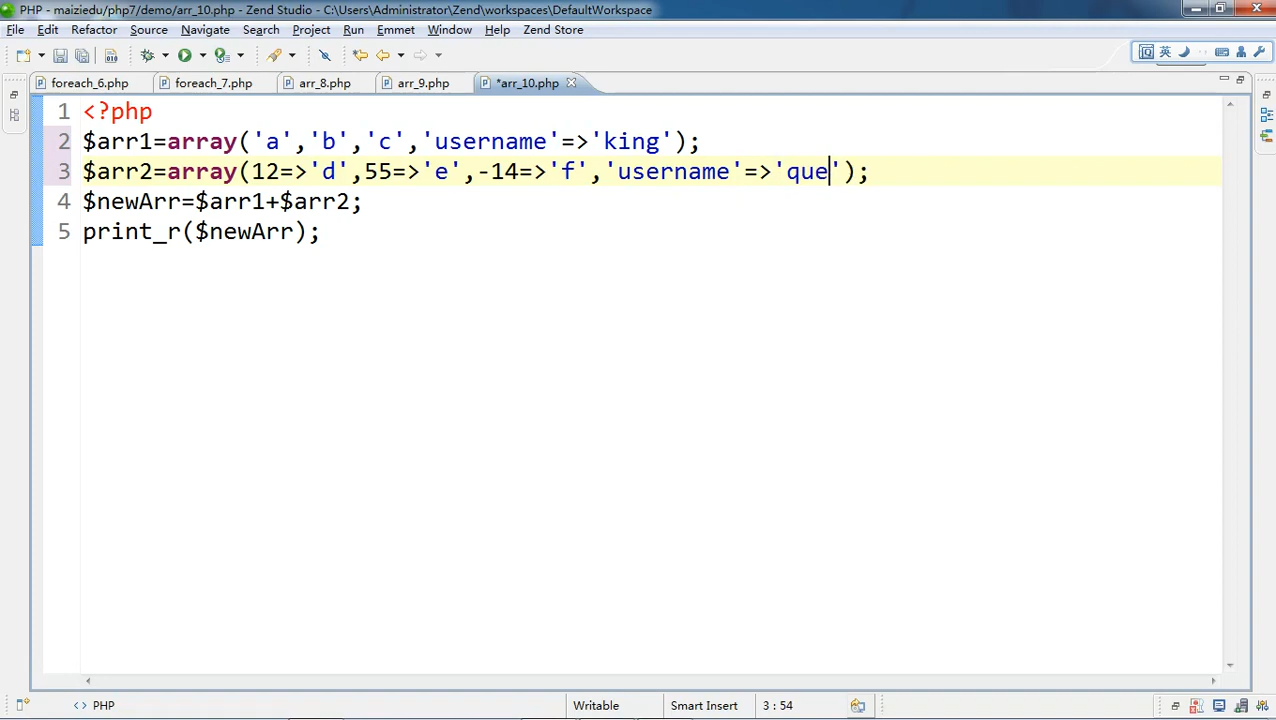 PHP - maiziedu/php7/demo/arr_10.php - Zend Studio - C:\Users\Administrator\Zend\workspaces\DefaultWorkspace
File Edit Refactor Source Navigate Search Project Run Emmet Window Help Zend Store
英
foreach_6.php foreach_7.php arr_8.php arr_9.php *arr_10.php
1 <?php
2 $arr1=array('a','b','c','username'=>'king');
3 $arr2=array(12=>'d',55=>'e',-14=>'f','username'=>'que');
4 $newArr=$arr1+$arr2;
5 print_r($newArr);
<> PHP Writable Smart Insert 3 : 54